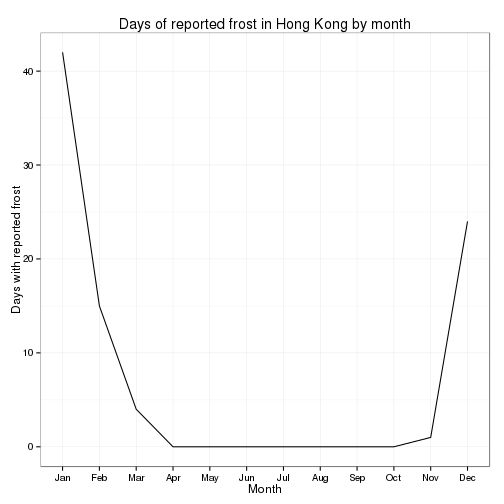 Days of reported frost in Hong Kong by month
Days with reported frost
40
30
20
10
0
Jan Feb Mar Apr May Jun Jul Aug Sep Oct Nov Dec
Month